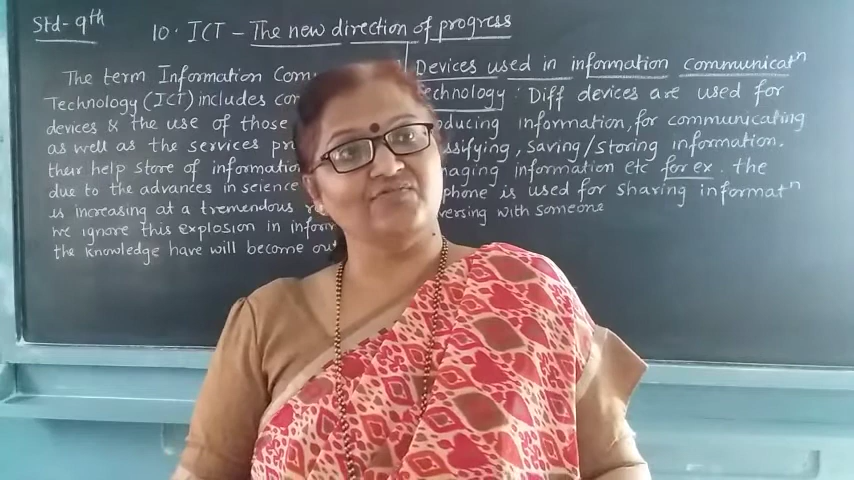 Std- 9th
10. ICT - The new direction of progress
The term Information Com
Technology (ICT) includes co
devices & the use of those
as well as the services pr
their help store of information
due to the advances in science
is increasing at a tremendous r
we ignore this explosion in infor
the knowledge have will become out
Devices used in information communicatn
echnology : Diff devices are used for
oducing information, for communicating
ssifying, saving/storing information.
naging information etc for ex. the
phone is used for sharing informatn
versing with someone